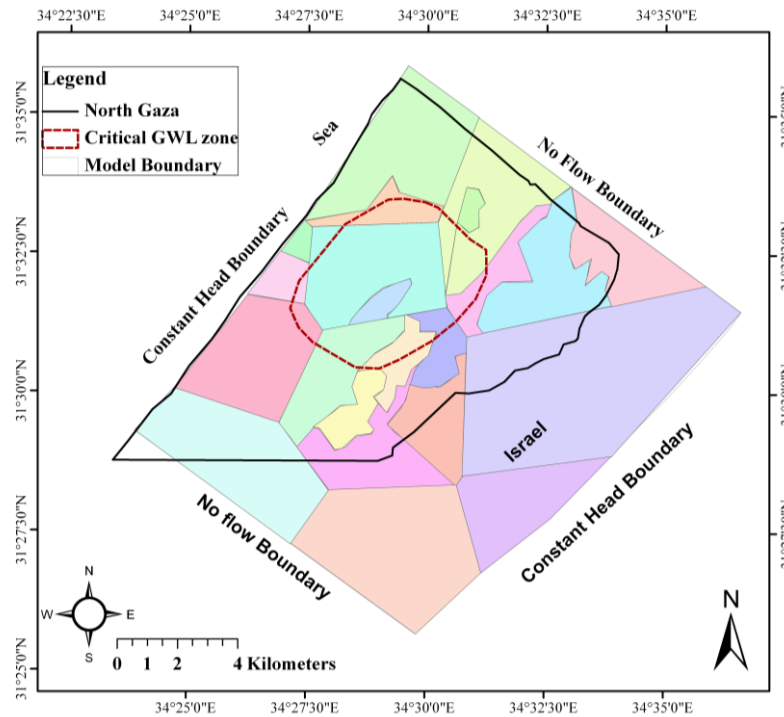 34°22'30"E
34°25'0"E
34°27'30"E
34°30'0"E
34°32'30"E
34°35'0"E
Legend
North Gaza
Critical GWL zone
Model Boundary
Sea
No Flow Boundary
Constant Head Boundary
Israel
Constant Head Boundary
No flow Boundary
31°35'0"N
31°32'30"N
31°30'0"N
31°27'30"N
31°25'0"N
N
W
E
S
0 1 2 4 Kilometers
N
34°25'0"E
34°27'30"E
34°30'0"E
34°32'30"E
34°35'0"E